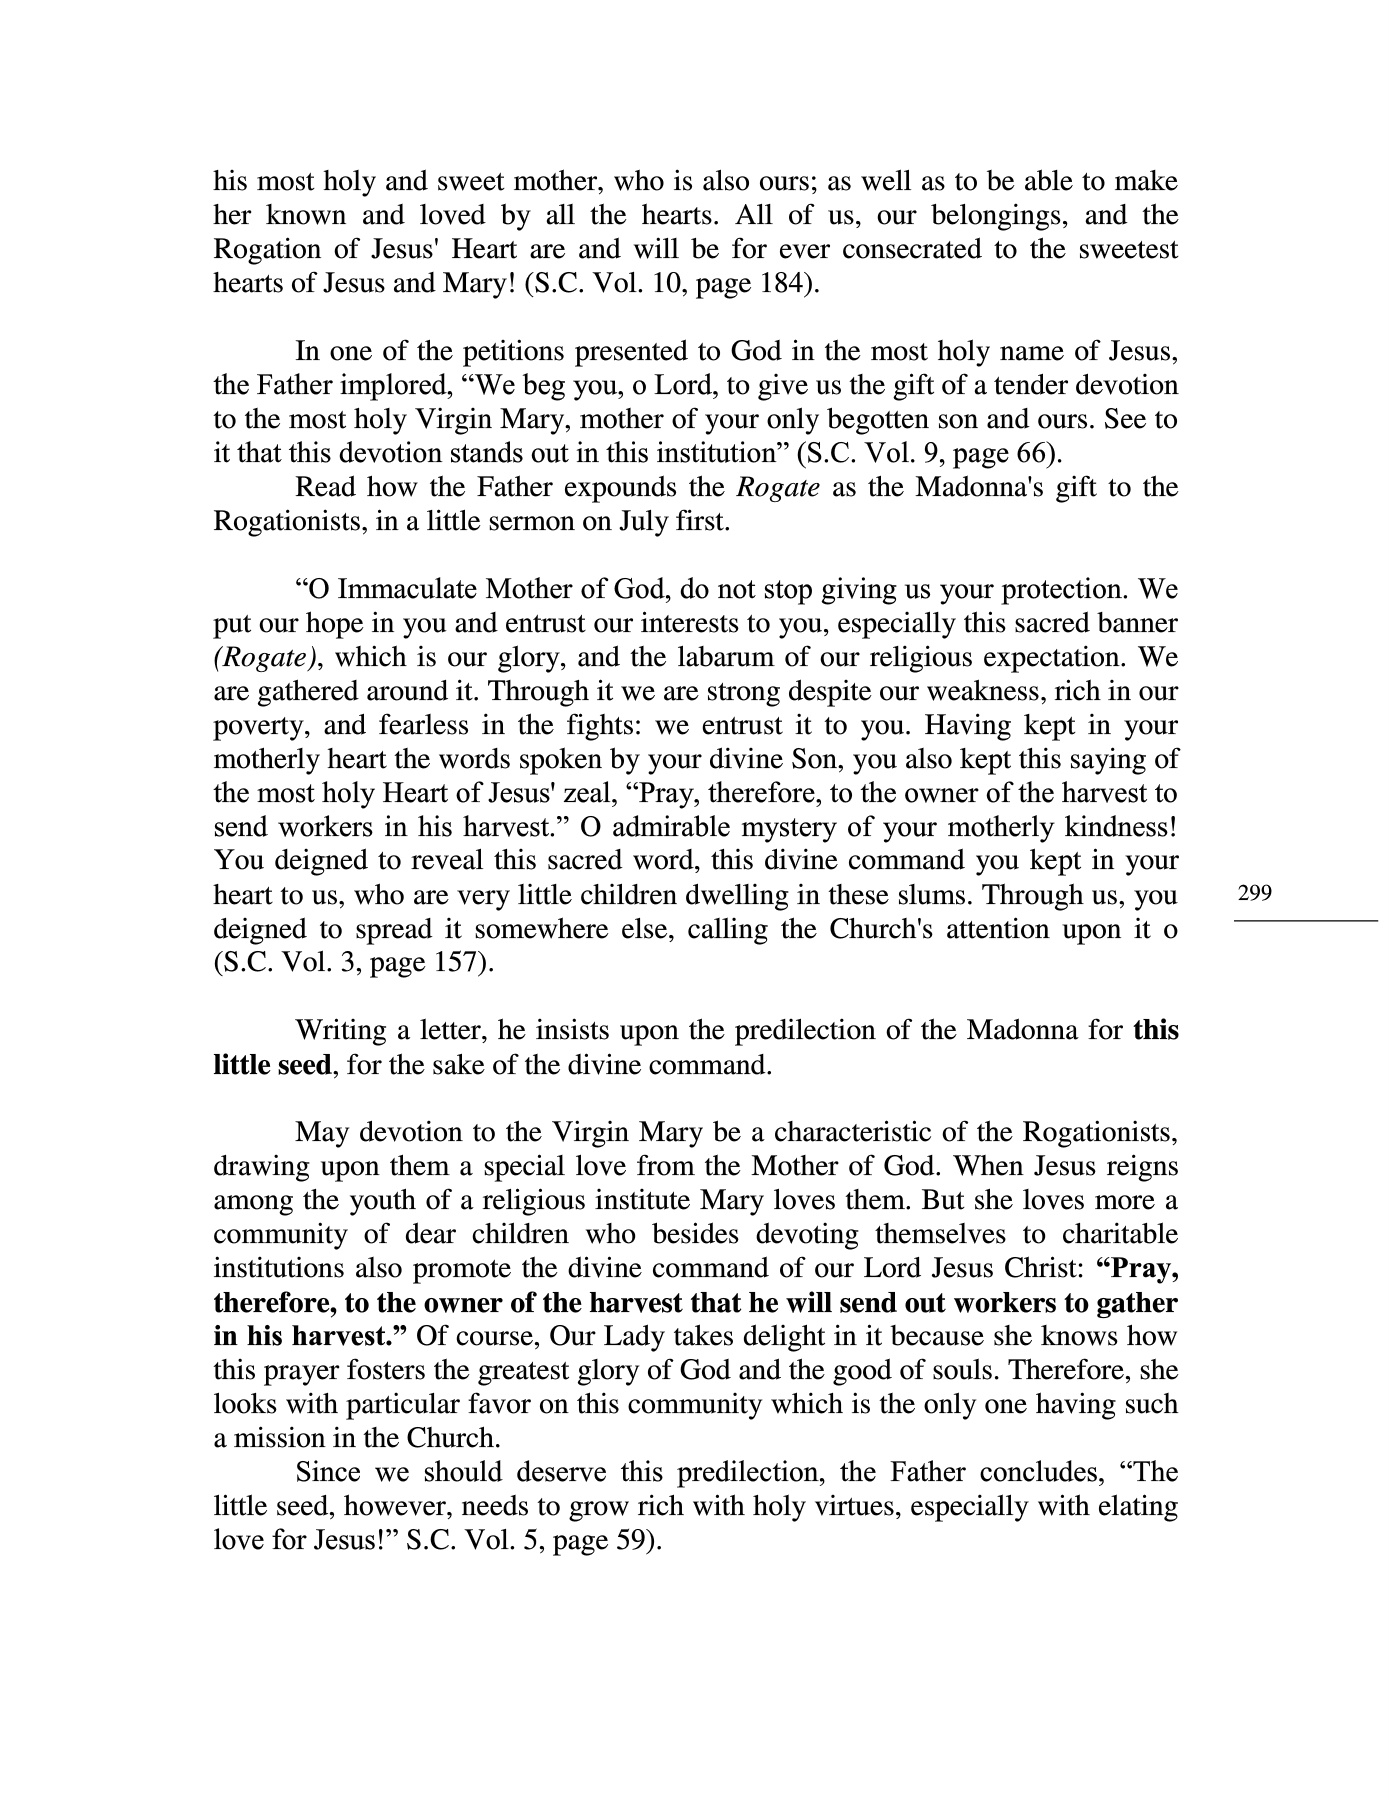 his most holy and sweet mother, who is also ours; as well as to be able to make
her known and loved by all the hearts. All of us, our belongings, and the
Rogation of Jesus' Heart are and will be for ever consecrated to the sweetest
hearts of Jesus and Mary! (S.C. Vol. 10, page 184).
In one of the petitions presented to God in the most holy name of Jesus,
the Father implored, “We beg you, o Lord, to give us the gift of a tender devotion
to the most holy Virgin Mary, mother of your only begotten son and ours. See to
it that this devotion stands out in this institution” (S.C. Vol. 9, page 66).
Read how the Father expounds the Rogate as the Madonna's gift to the
Rogationists, in a little sermon on July first.
“O Immaculate Mother of God, do not stop giving us your protection. We
put our hope in you and entrust our interests to you, especially this sacred banner
(Rogate), which is our glory, and the labarum of our religious expectation. We
are gathered around it. Through it we are strong despite our weakness, rich in our
poverty, and fearless in the fights: we entrust it to you. Having kept in your
motherly heart the words spoken by your divine Son, you also kept this saying of
the most holy Heart of Jesus' zeal, “Pray, therefore, to the owner of the harvest to
send workers in his harvest.” O admirable mystery of your motherly kindness!
You deigned to reveal this sacred word, this divine command you kept in your
heart to us, who are very little children dwelling in these slums. Through us, you
deigned to spread it somewhere else, calling the Church's attention upon it o
(S.C. Vol. 3, page 157).
299
Writing a letter, he insists upon the predilection of the Madonna for this
little seed, for the sake of the divine command.
May devotion to the Virgin Mary be a characteristic of the Rogationists,
drawing upon them a special love from the Mother of God. When Jesus reigns
among the youth of a religious institute Mary loves them. But she loves more a
community of dear children who besides devoting themselves to charitable
institutions also promote the divine command of our Lord Jesus Christ: “Pray,
therefore, to the owner of the harvest that he will send out workers to gather
in his harvest.” Of course, Our Lady takes delight in it because she knows how
this prayer fosters the greatest glory of God and the good of souls. Therefore, she
looks with particular favor on this community which is the only one having such
a mission in the Church.
Since we should deserve this predilection, the Father concludes, “The
little seed, however, needs to grow rich with holy virtues, especially with elating
love for Jesus!” S.C. Vol. 5, page 59).